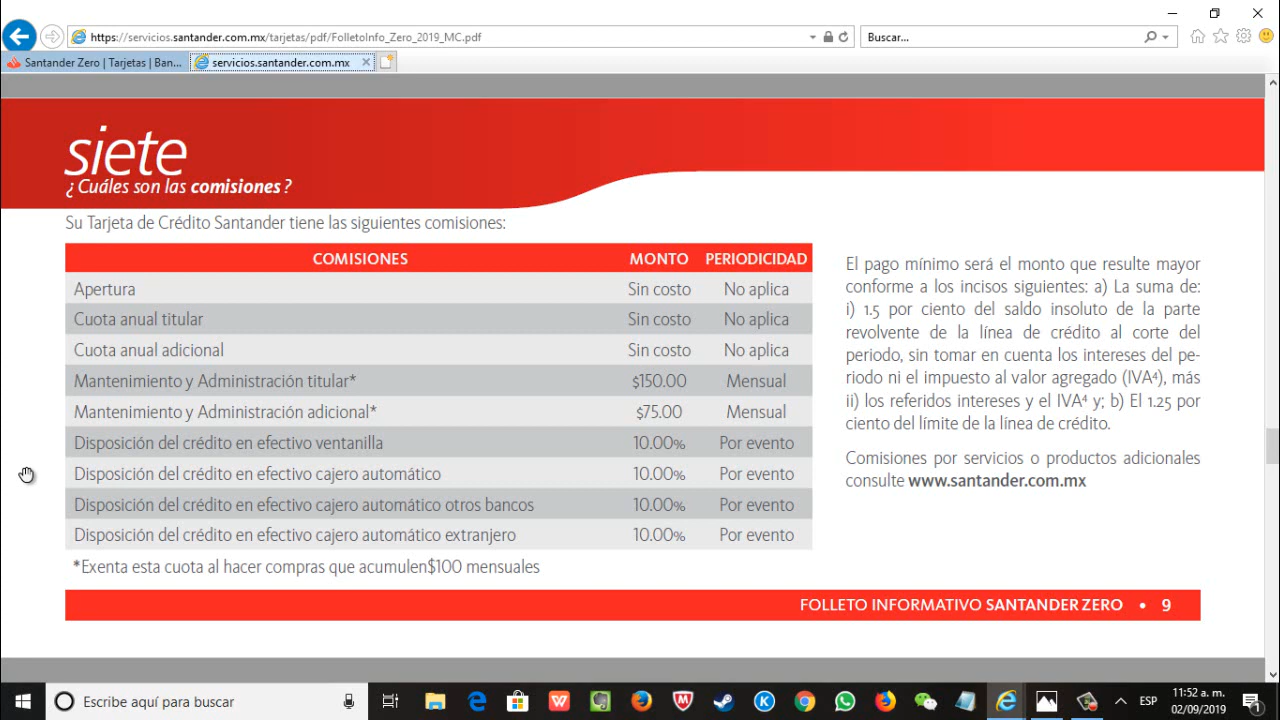 https://servicios.santander.com.mx/tarjetas/pdf/FolletoInfo_Zero_2019_MC.pdf
Buscar...
Santander Zero | Tarjetas | Ban...
servicios.santander.com.mx
siete
¿Cuáles son las comisiones?
Su Tarjeta de Crédito Santander tiene las siguientes comisiones:
COMISIONES MONTO PERIODICIDAD
Apertura Sin costo No aplica
Cuota anual titular Sin costo No aplica
Cuota anual adicional Sin costo No aplica
Mantenimiento y Administración titular* $150.00 Mensual
Mantenimiento y Administración adicional* $75.00 Mensual
Disposición del crédito en efectivo ventanilla 10.00% Por evento
Disposición del crédito en efectivo cajero automático 10.00% Por evento
Disposición del crédito en efectivo cajero automático otros bancos 10.00% Por evento
Disposición del crédito en efectivo cajero automático extranjero 10.00% Por evento
*Exenta esta cuota al hacer compras que acumulen$100 mensuales
El pago mínimo será el monto que resulte mayor
conforme a los incisos siguientes: a) La suma de:
i) 1.5 por ciento del saldo insoluto de la parte
revolvente de la línea de crédito al corte del
periodo, sin tomar en cuenta los intereses del pe-
riodo ni el impuesto al valor agregado (IVA⁴), más
ii) los referidos intereses y el IVA⁴ y; b) El 1.25 por
ciento del límite de la línea de crédito.
Comisiones por servicios o productos adicionales
consulte www.santander.com.mx
FOLLETO INFORMATIVO SANTANDER ZERO • 9
Escribe aquí para buscar
ESP
11:52 a. m.
02/09/2019
1